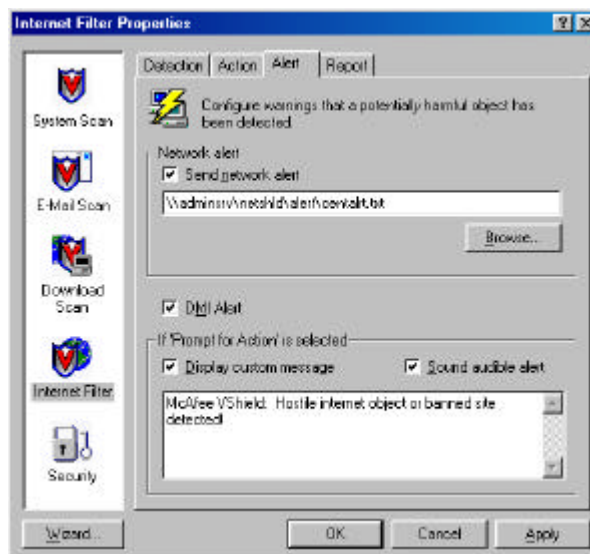 Internet Filter Properties
System Scan
E-Mail Scan
Download
Scan
Internet Filter
Security
Wizard...
Detection Action Alert Report
Configure warnings that a potentially harmful object has
been detected.
Network alert
Send network alert
\\adminsrv\netshld\alert\centalrt.txt
Browse...
DMI Alert
If 'Prompt for Action' is selected
Display custom message
Sound audible alert
McAfee VShield: Hostile internet object or banned site
detected!
OK Cancel Apply